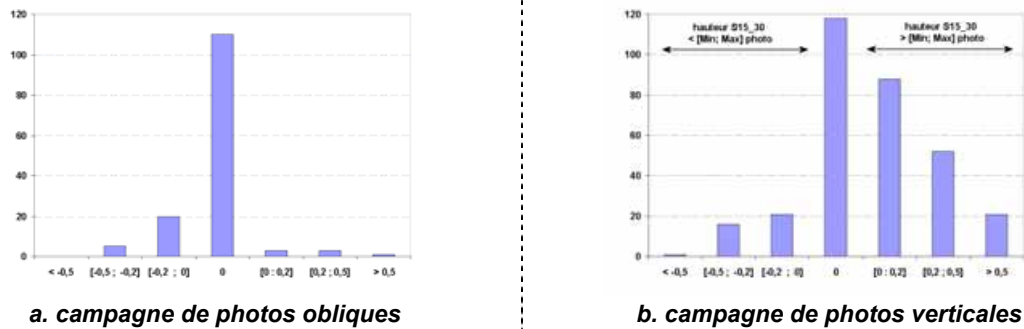 120
100
80
60
40
20
0
< -0,5 [-0,5 ; -0,2] [-0,2 ; 0] 0 [0 : 0,2] [0,2 ; 0,5] > 0,5
a. campagne de photos obliques
120
100
80
60
40
20
0
hauteur S15_30
< [Min; Max] photo
hauteur S15_30
> [Min; Max] photo
< -0,5 [-0,5 ; -0,2] [-0,2 ; 0] 0 [0 : 0,2] [0,2 ; 0,5] > 0,5
b. campagne de photos verticales